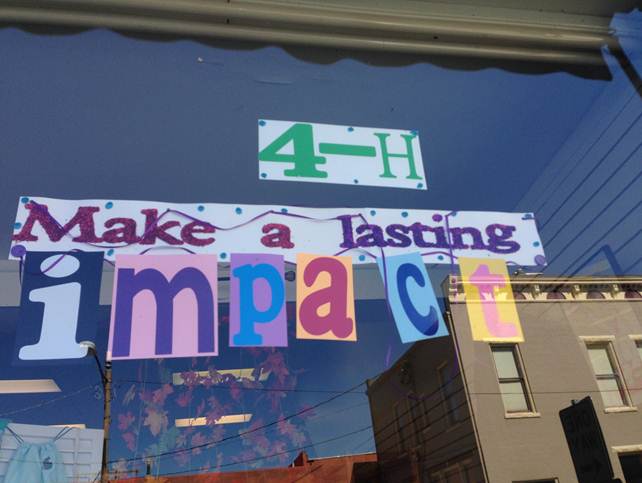 4-H
Make a lasting
impact